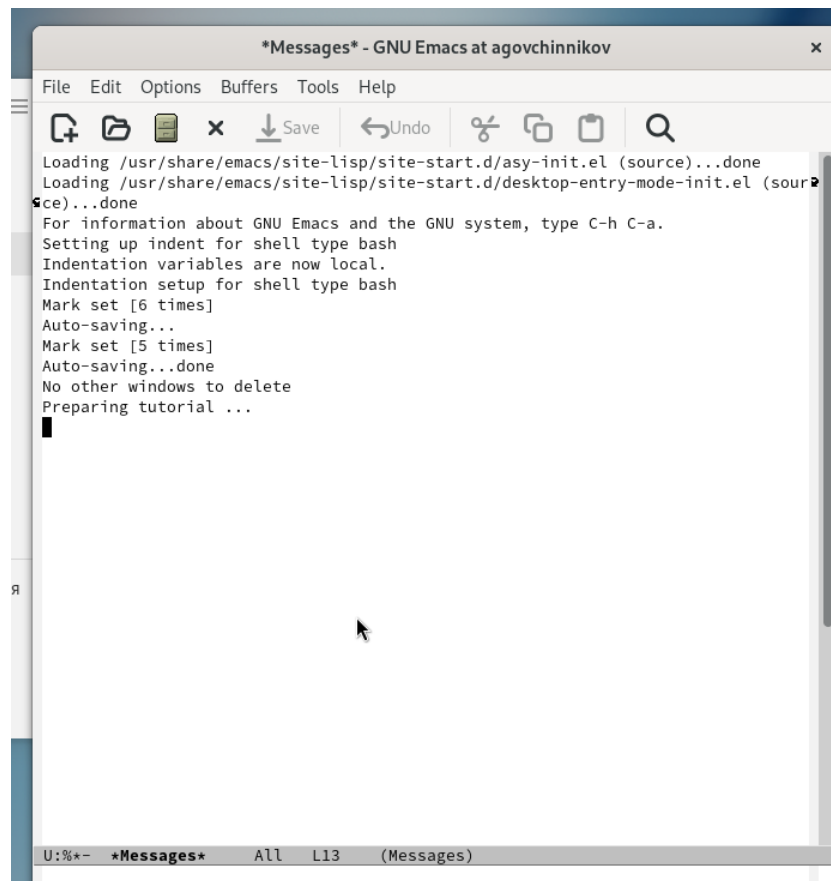 *Messages* - GNU Emacs at agovchinnikov
File Edit Options Buffers Tools Help
Save Undo
Loading /usr/share/emacs/site-lisp/site-start.d/asy-init.el (source)...done
Loading /usr/share/emacs/site-lisp/site-start.d/desktop-entry-mode-init.el (sour
ce)...done
For information about GNU Emacs and the GNU system, type C-h C-a.
Setting up indent for shell type bash
Indentation variables are now local.
Indentation setup for shell type bash
Mark set [6 times]
Auto-saving...
Mark set [5 times]
Auto-saving...done
No other windows to delete
Preparing tutorial ...
я
U:%*- *Messages* All L13 (Messages)